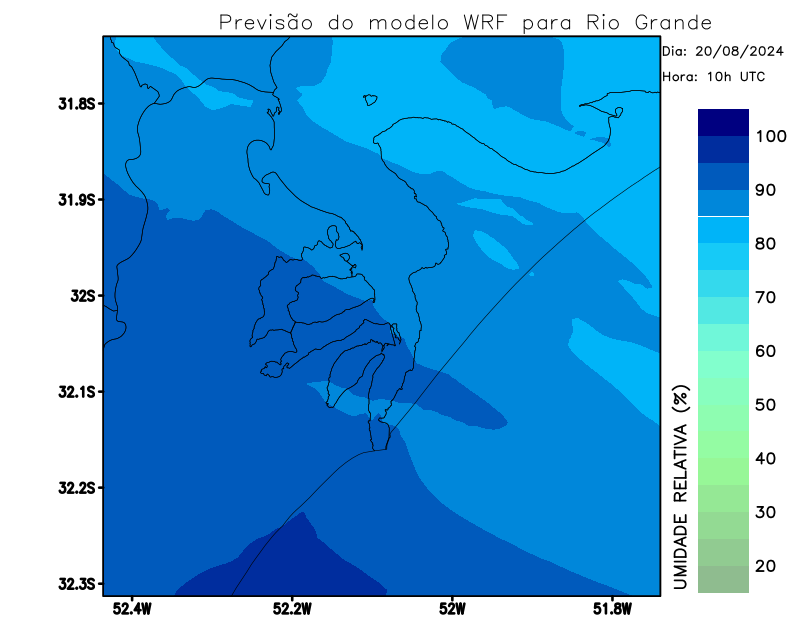 Previsão do modelo WRF para Rio Grande
Dia: 20/08/2024
Hora: 10h UTC
31.8S
31.9S
32S
32.1S
32.2S
32.3S
52.4W
52.2W
52W
51.8W
100
90
80
70
60
50
40
30
20
UMIDADE RELATIVA (%)